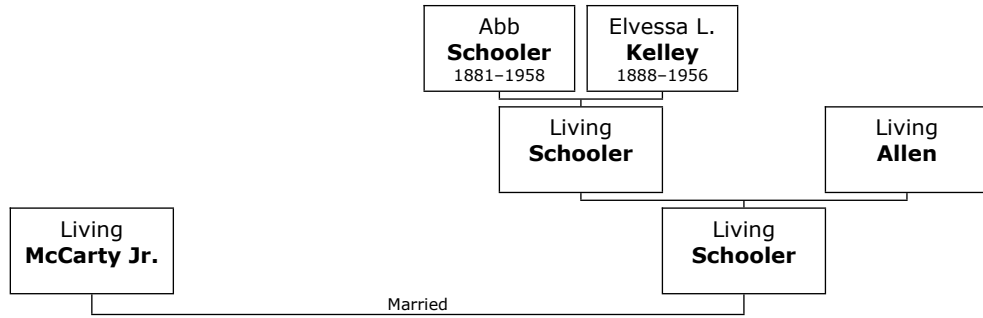 Abb
Schooler
1881–1958
Elvessa L.
Kelley
1888–1956
Living
Schooler
Living
Allen
Living
McCarty Jr.
Living
Schooler
Married